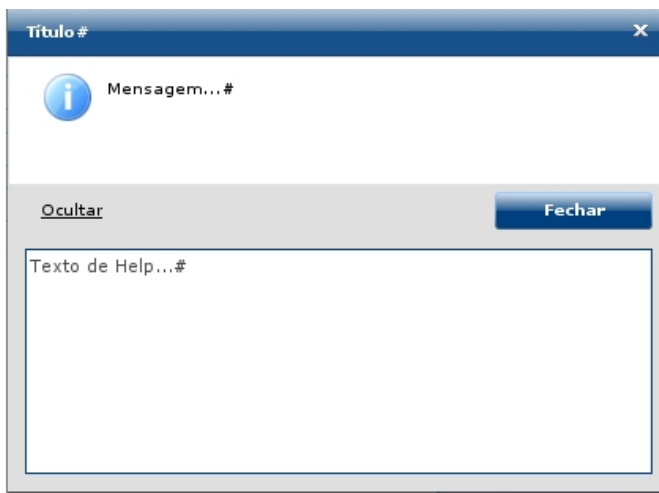 Título#
Mensagem...#
Ocultar
Fechar
Texto de Help...#